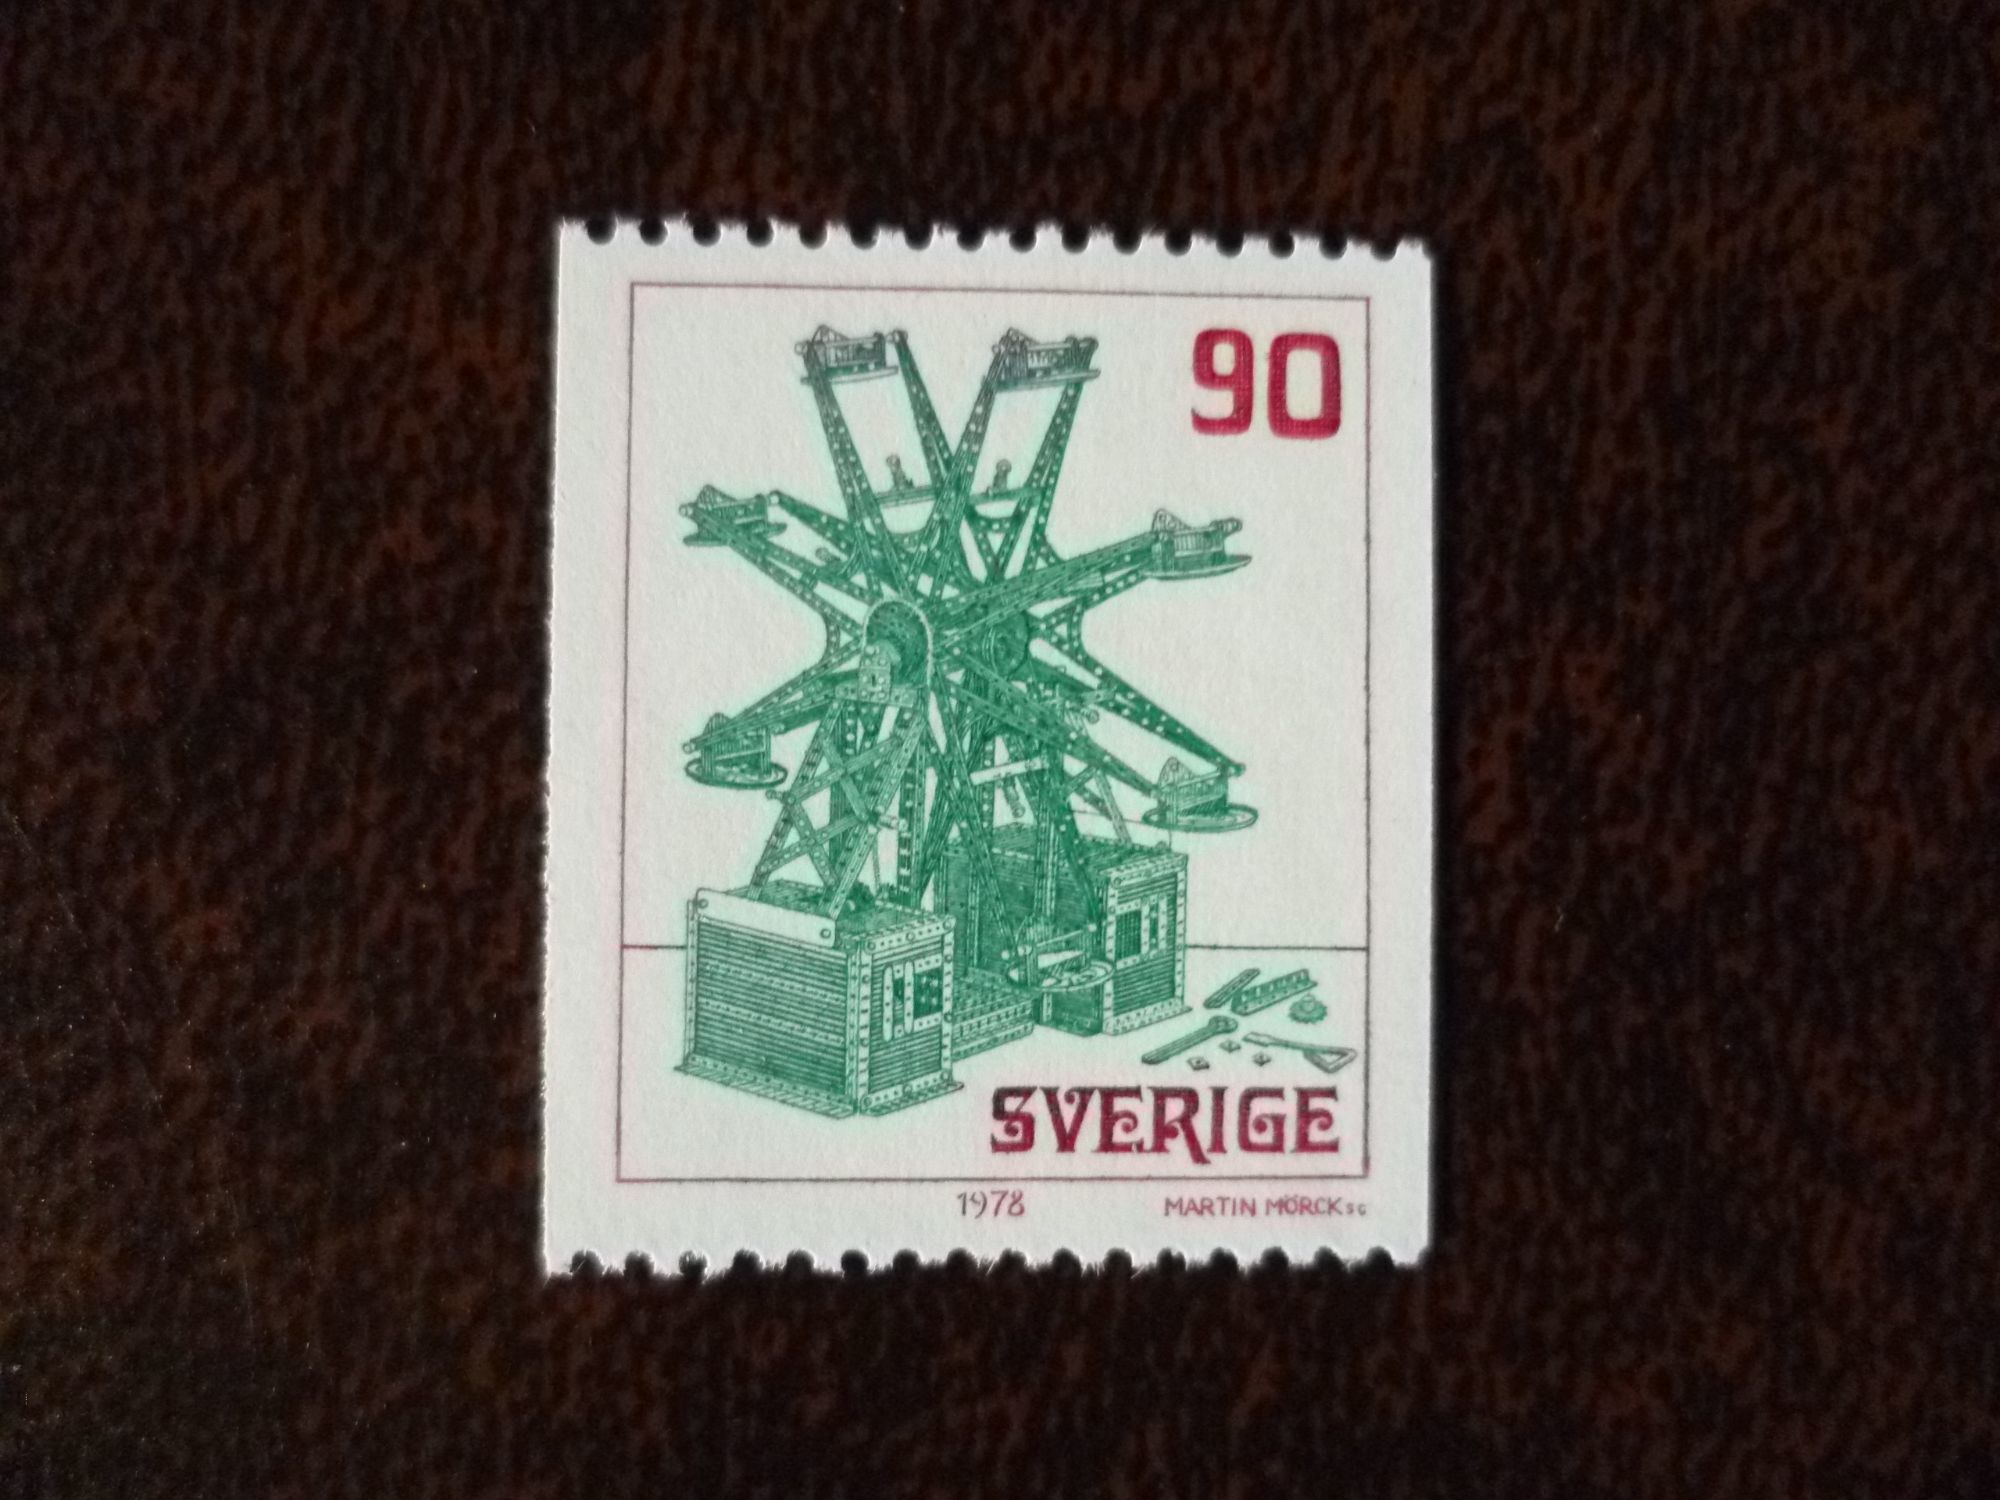 90
SVERIGE
1978 MARTIN MÖRCK SC